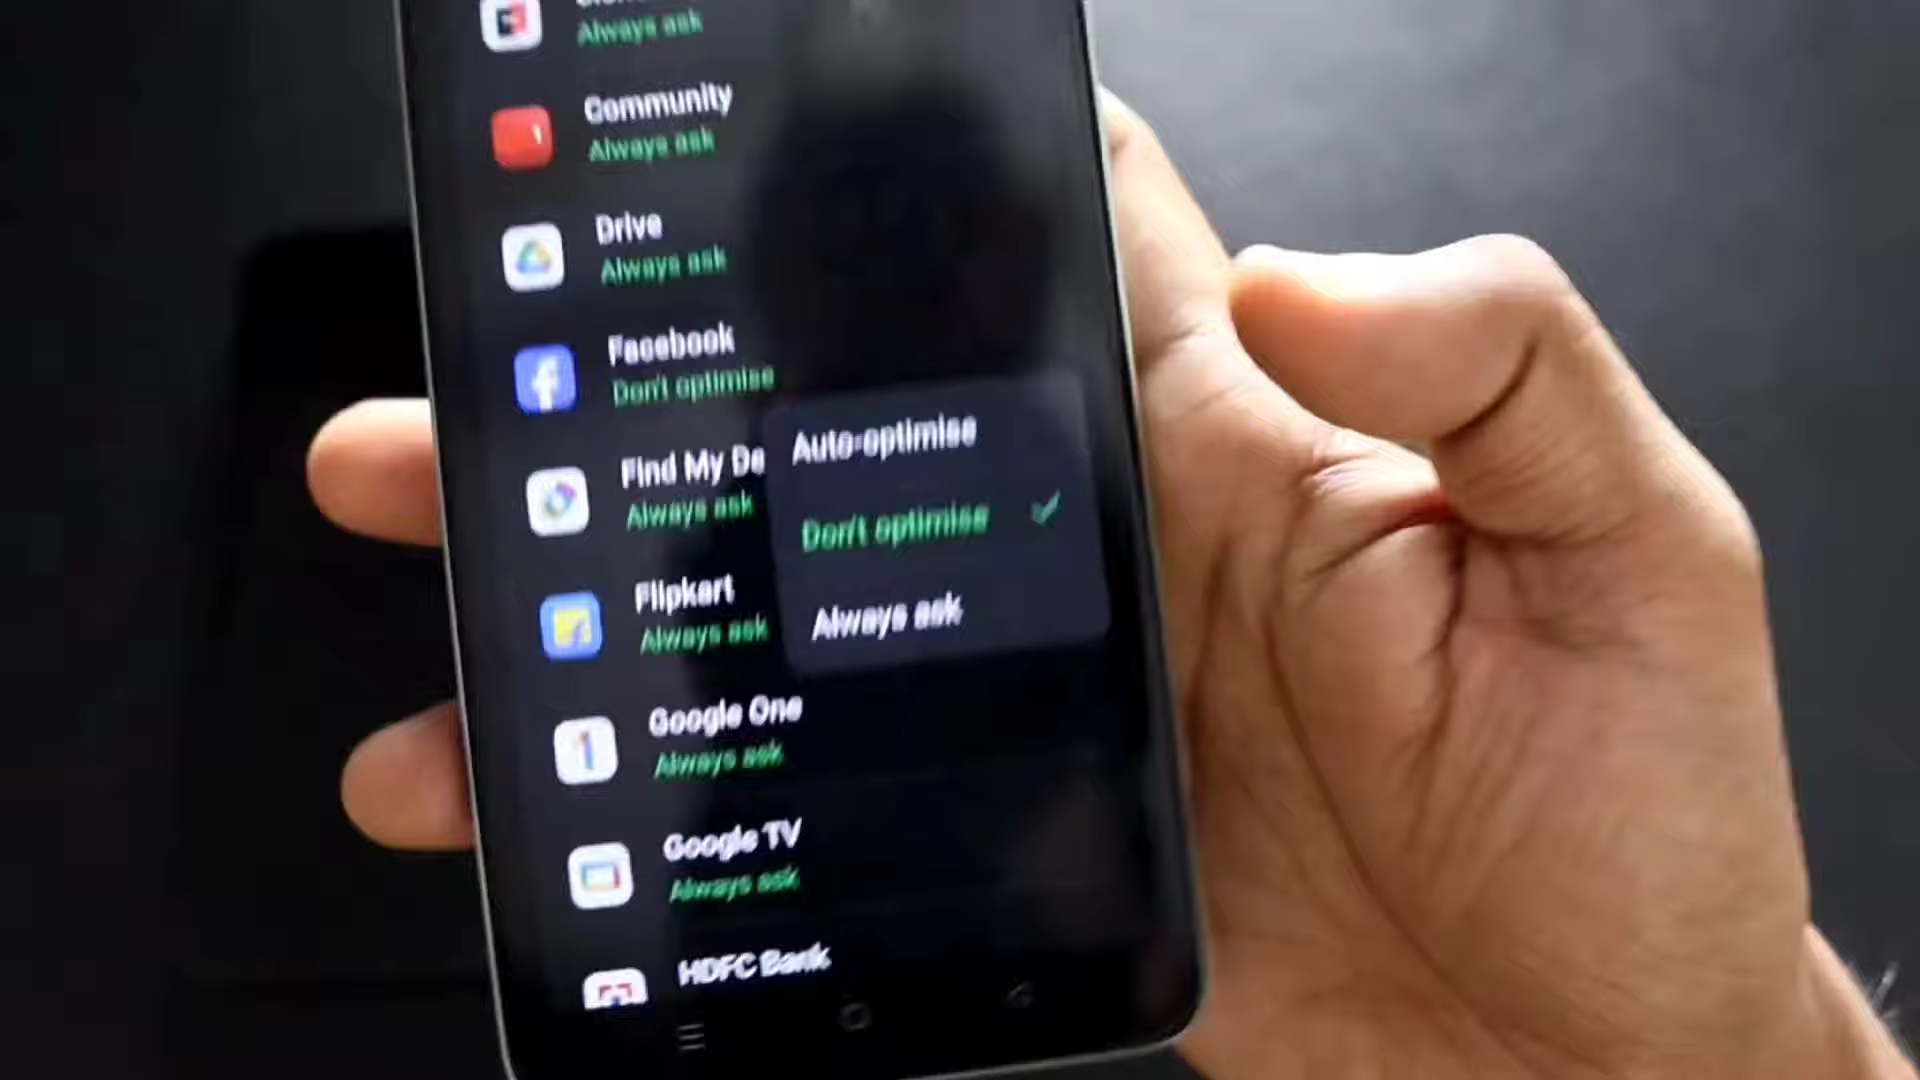 Always ask
Community
Always ask
Drive
Always ask
Facebook
Don't optimise
Auto-optimise
Find My De
Always ask
Don't optimise
Flipkart
Always ask
Always ask
Google One
Always ask
Google TV
Always ask
HDFC Bank